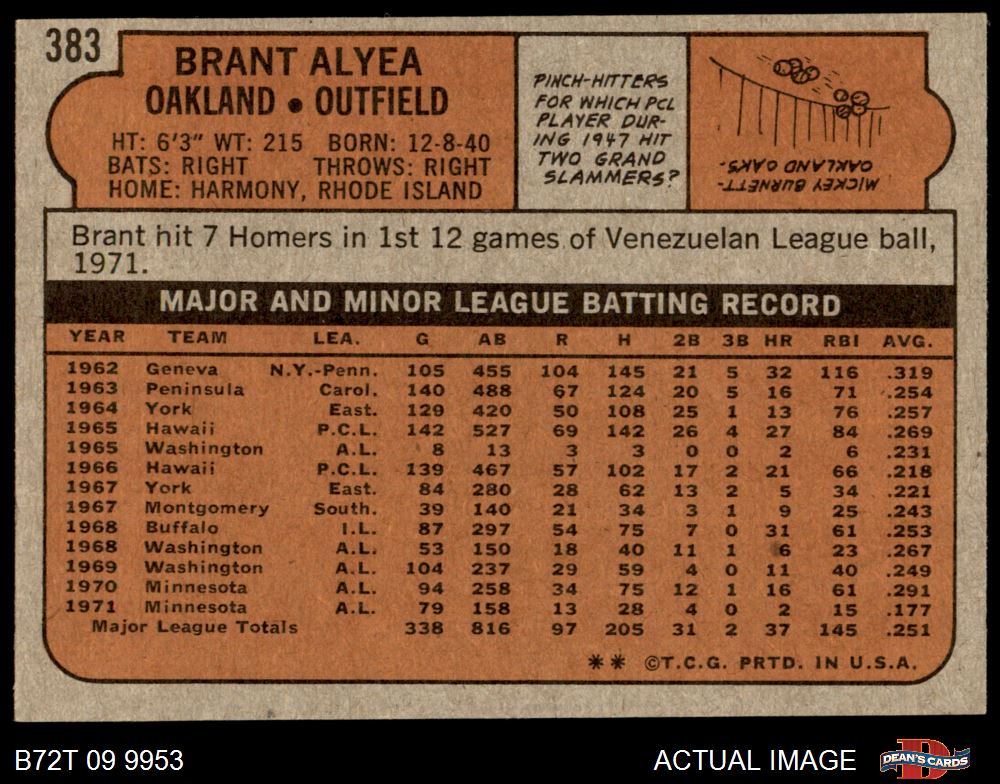 383
BRANT ALYEA
OAKLAND • OUTFIELD
HT: 6'3" WT: 215 BORN: 12-8-40
BATS: RIGHT THROWS: RIGHT
HOME: HARMONY, RHODE ISLAND
PINCH-HITTERS
FOR WHICH PCL
PLAYER DUR-
ING 1947 HIT
TWO GRAND
SLAMMERS?
MICKEY BURNETT-
OAKLAND OAKS.
Brant hit 7 Homers in 1st 12 games of Venezuelan League ball,
1971.
MAJOR AND MINOR LEAGUE BATTING RECORD
YEAR TEAM LEA. G AB R H 2B 3B HR RBI AVG.
1962 Geneva N.Y.-Penn. 105 455 104 145 21 5 32 116 .319
1963 Peninsula Carol. 140 488 67 124 20 5 16 71 .254
1964 York East. 129 420 50 108 25 1 13 76 .257
1965 Hawaii P.C.L. 142 527 69 142 26 4 27 84 .269
1965 Washington A.L. 8 13 3 3 0 0 2 6 .231
1966 Hawaii P.C.L. 139 467 57 102 17 2 21 66 .218
1967 York East. 84 280 28 62 13 2 5 34 .221
1967 Montgomery South. 39 140 21 34 3 1 9 25 .243
1968 Buffalo I.L. 87 297 54 75 7 0 31 61 .253
1968 Washington A.L. 53 150 18 40 11 1 6 23 .267
1969 Washington A.L. 104 237 29 59 4 0 11 40 .249
1970 Minnesota A.L. 94 258 34 75 12 1 16 61 .291
1971 Minnesota A.L. 79 158 13 28 4 0 2 15 .177
Major League Totals 338 816 97 205 31 2 37 145 .251
** ©T.C.G. PRTD. IN U.S.A.
B72T 09 9953 ACTUAL IMAGE
D
DEAN'S CARDS